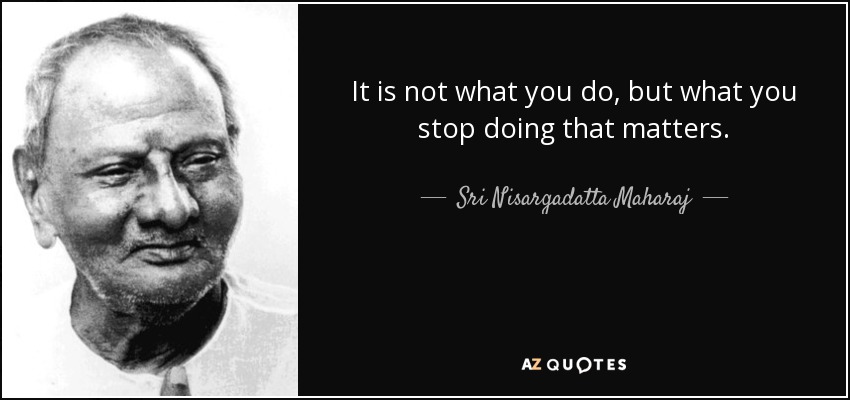 It is not what you do, but what you
stop doing that matters.
— Sri Nisargadatta Maharaj —
AZ QUOTES